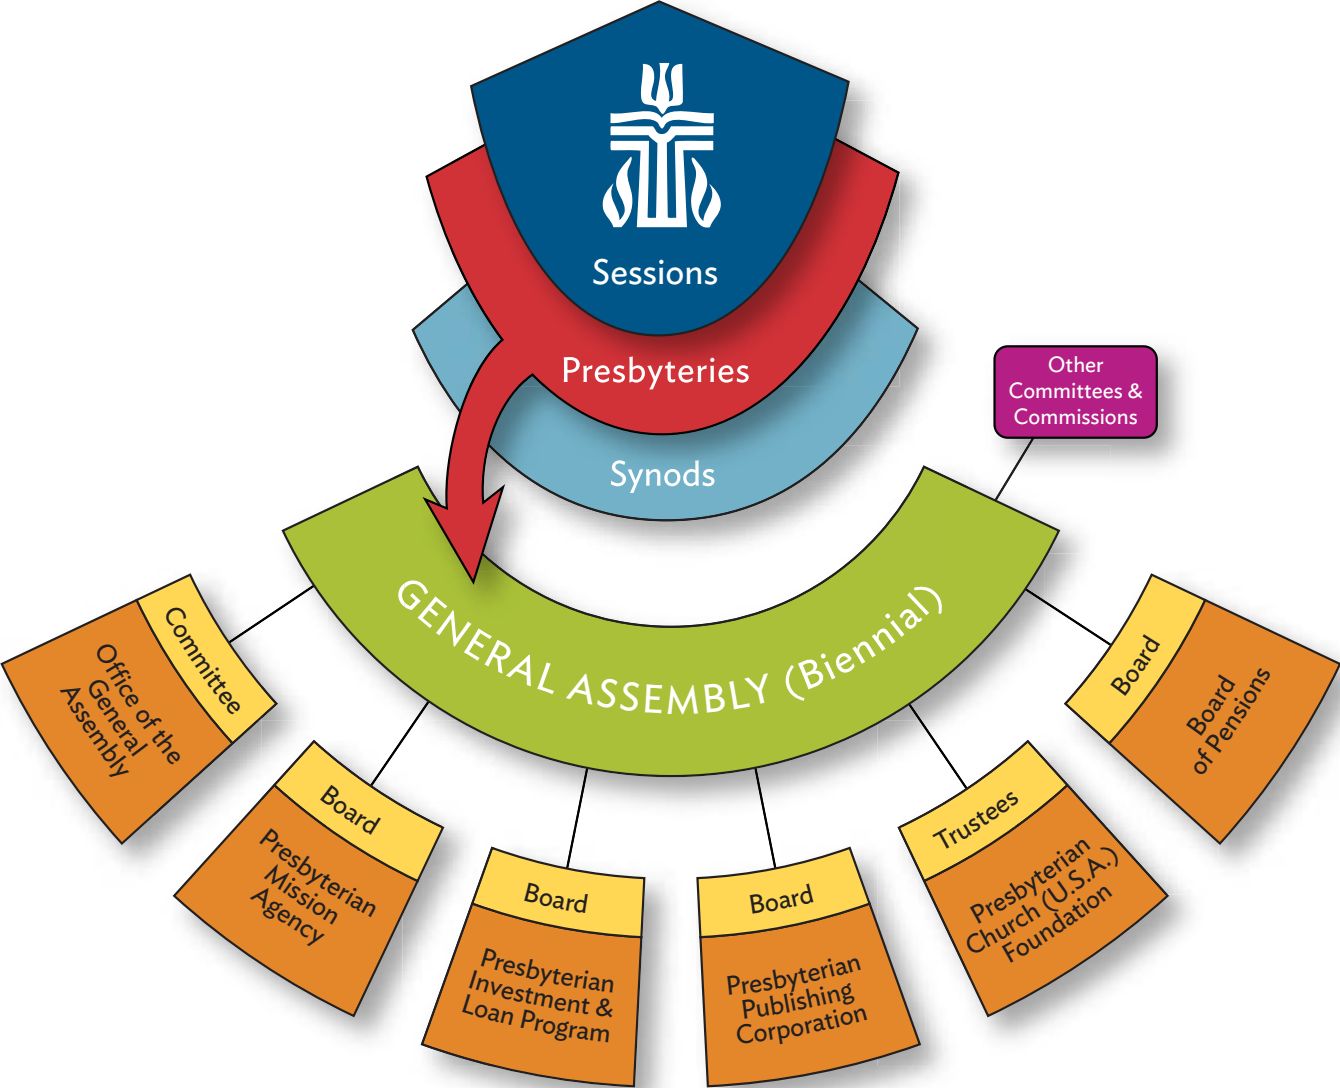 Sessions
Presbyteries
Synods
Other
Committees &
Commissions
GENERAL ASSEMBLY (Biennial)
Committee
Office of the
General
Assembly
Board
Presbyterian
Mission
Agency
Board
Presbyterian
Investment &
Loan Program
Board
Presbyterian
Publishing
Corporation
Trustees
Presbyterian
Church (U.S.A.)
Foundation
Board
Board
of Pensions